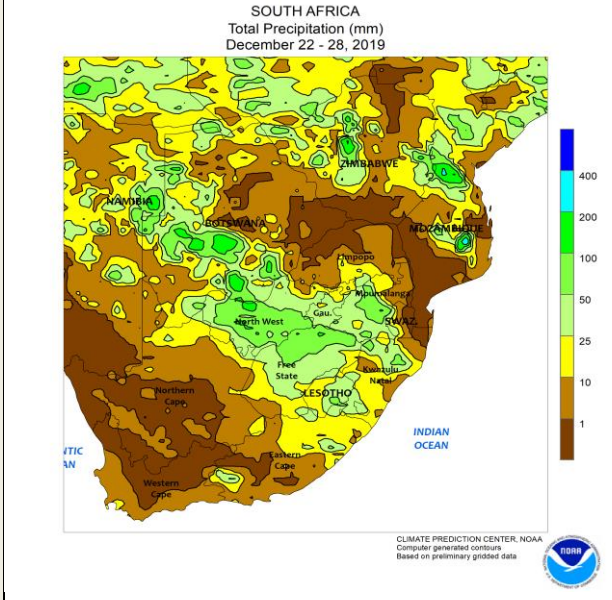 SOUTH AFRICA
Total Precipitation (mm)
December 22 - 28, 2019
400
200
100
50
25
10
1
ZIMBABWE
NAMIBIA
BOTSWANA
MOZAMBIQUE
Limpopo
Mpumalanga
Gau.
North West
SWAZ.
Free
State
Kwazulu
Natal
LESOTHO
Northern
Cape
Eastern
Cape
Western
Cape
NTIC
AN
INDIAN
OCEAN
CLIMATE PREDICTION CENTER, NOAA
Computer generated contours
Based on preliminary gridded data
NOAA